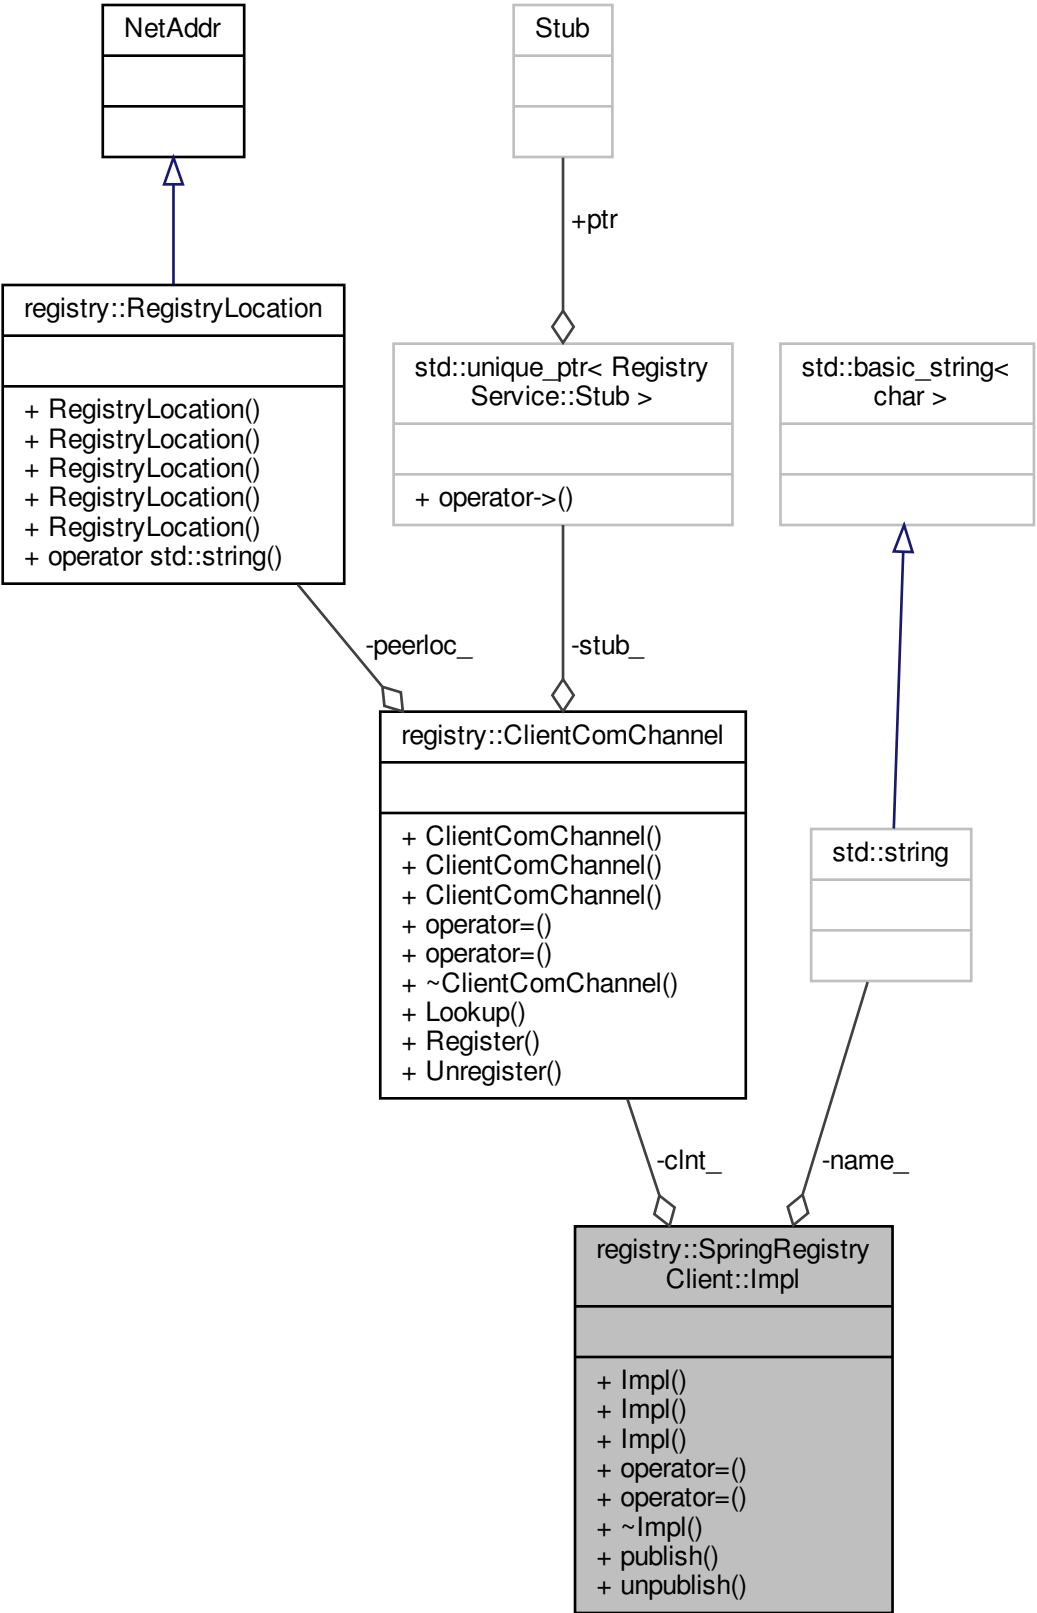 NetAddr
Stub
+ptr
registry::RegistryLocation
+ RegistryLocation()
+ RegistryLocation()
+ RegistryLocation()
+ RegistryLocation()
+ RegistryLocation()
+ operator std::string()
std::unique_ptr< Registry
Service::Stub >
+ operator->()
std::basic_string<
char >
-peerloc_
-stub_
registry::ClientComChannel
+ ClientComChannel()
+ ClientComChannel()
+ ClientComChannel()
+ operator=()
+ operator=()
+ ~ClientComChannel()
+ Lookup()
+ Register()
+ Unregister()
std::string
-clnt_
-name_
registry::SpringRegistry
Client::Impl
+ Impl()
+ Impl()
+ Impl()
+ operator=()
+ operator=()
+ ~Impl()
+ publish()
+ unpublish()